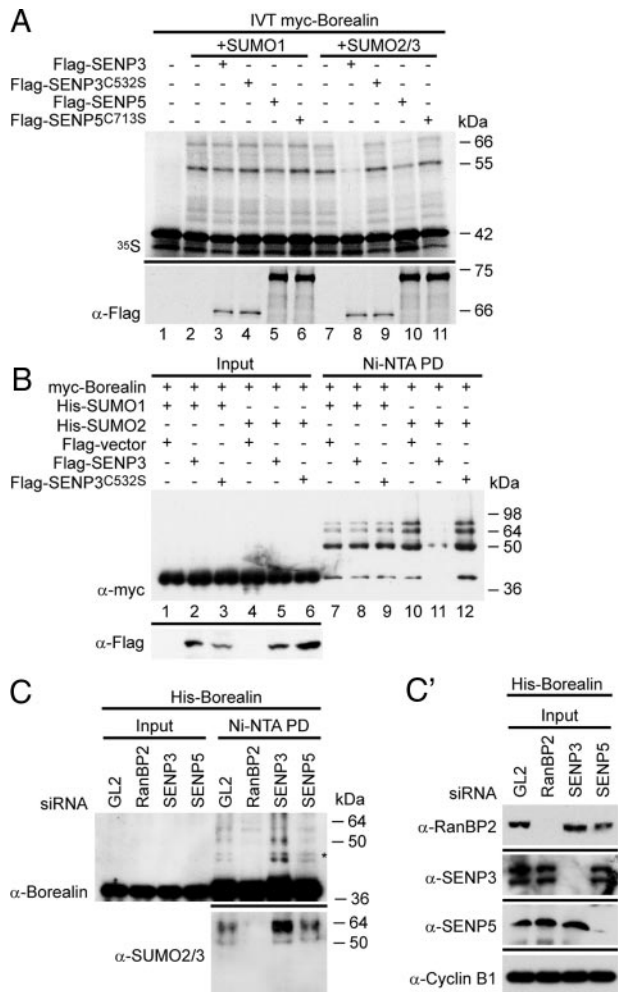 A
IVT myc-Borealin
+SUMO1 +SUMO2/3
Flag-SENP3 - - + - - - - + - - -
Flag-SENP3C532S - - - + - - - - + - -
Flag-SENP5 - - - - + - - - - + -
Flag-SENP5C713S - - - - - + - - - - +
kDa
66
55
42
35S
75
66
α-Flag
1 2 3 4 5 6 7 8 9 10 11
B
Input Ni-NTA PD
myc-Borealin + + + + + + + + + + + +
His-SUMO1 + + + - - - + + + - - -
His-SUMO2 - - - + + + - - - + + +
Flag-vector + - - + - - + - - + - -
Flag-SENP3 - + - - + - - + - - + -
Flag-SENP3C532S - - + - - + - - + - - +
kDa
98
64
50
36
α-myc
1 2 3 4 5 6 7 8 9 10 11 12
α-Flag
C
His-Borealin
Input Ni-NTA PD
siRNA GL2 RanBP2 SENP3 SENP5 GL2 RanBP2 SENP3 SENP5 kDa
64
50
*
α-Borealin
36
64
50
α-SUMO2/3
C'
His-Borealin
Input
siRNA GL2 RanBP2 SENP3 SENP5
α-RanBP2
α-SENP3
α-SENP5
α-Cyclin B1